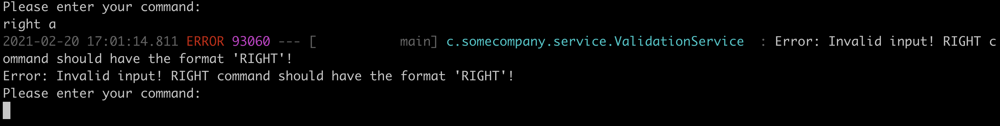 Please enter your command:
right a
2021-02-20 17:01:14.811 ERROR 93060 --- [           main] c.somecompany.service.ValidationService  : Error: Invalid input! RIGHT c
ommand should have the format 'RIGHT'!
Error: Invalid input! RIGHT command should have the format 'RIGHT'!
Please enter your command: